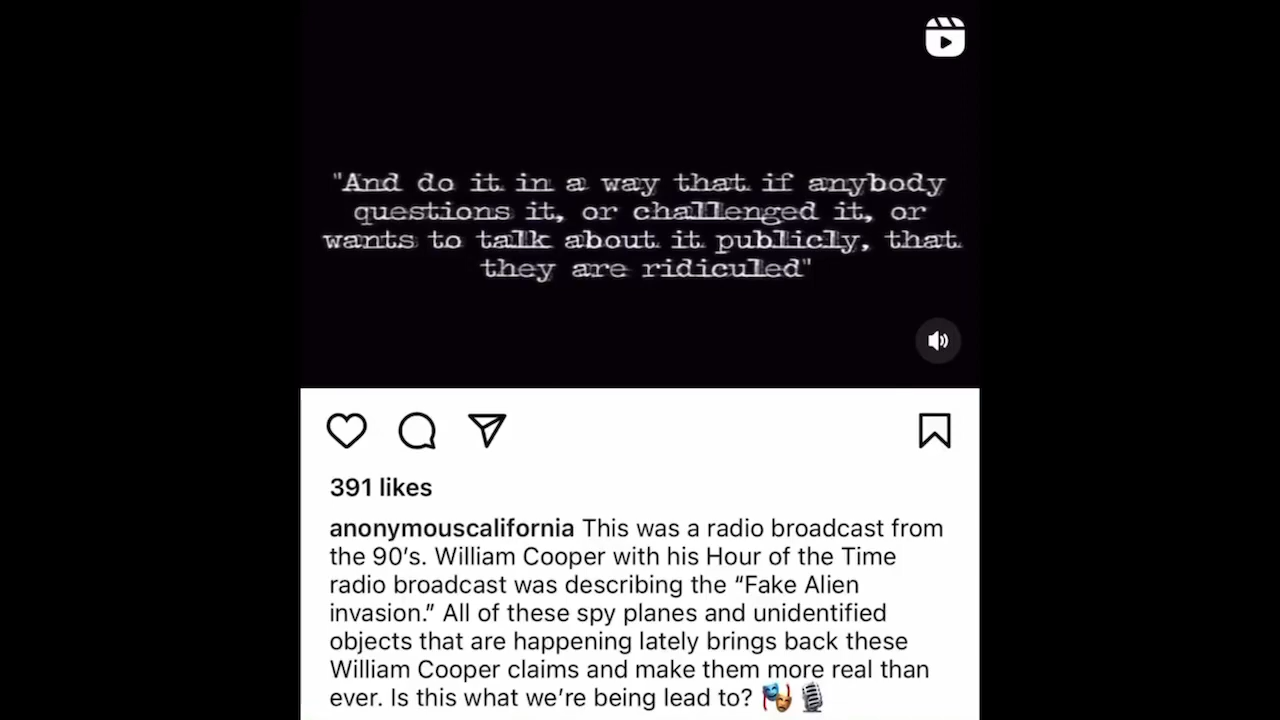 "And do it in a way that if anybody
questions it, or challenged it, or
wants to talk about it publicly, that
they are ridiculed"
391 likes
anonymouscalifornia This was a radio broadcast from
the 90’s. William Cooper with his Hour of the Time
radio broadcast was describing the “Fake Alien
invasion.” All of these spy planes and unidentified
objects that are happening lately brings back these
William Cooper claims and make them more real than
ever. Is this what we’re being lead to? 🎭🎙️